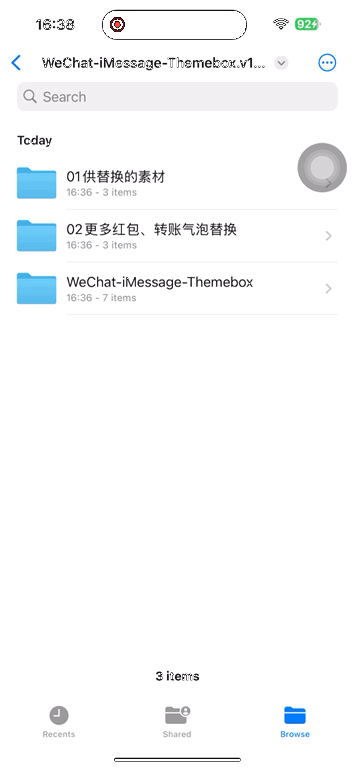 16:38
92
WeChat-iMessage-Themebox.v1...
Search
Today
01供替换的素材
16:36 - 3 items
02更多红包、转账气泡替换
16:36 - 3 items
WeChat-iMessage-Themebox
16:36 - 7 items
3 items
Recents
Shared
Browse